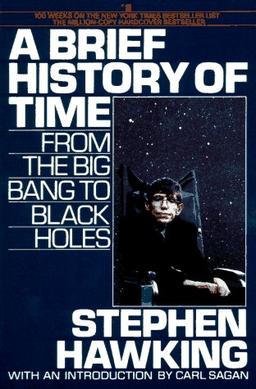 #1
100 WEEKS ON THE NEW YORK TIMES BESTSELLER LIST
THE MILLION-COPY HARDCOVER BESTSELLER
A BRIEF
HISTORY OF
TIME
FROM
THE BIG
BANG TO
BLACK
HOLES
STEPHEN
HAWKING
WITH AN INTRODUCTION BY CARL SAGAN